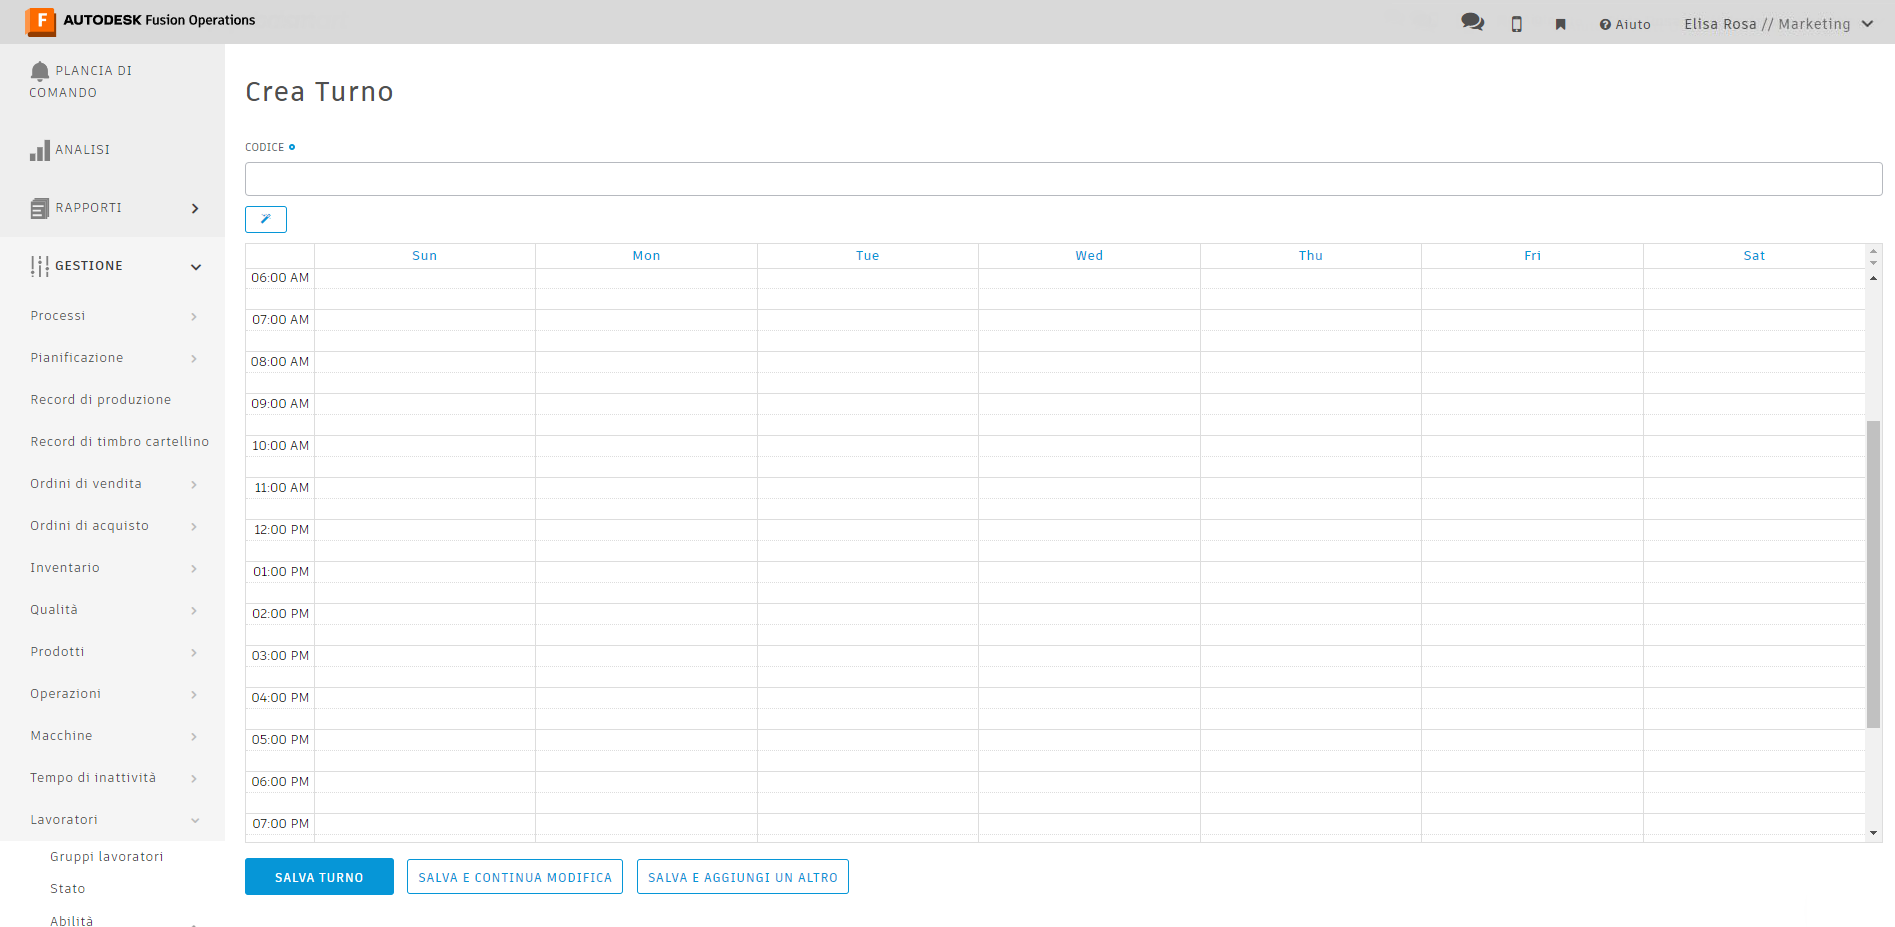 F AUTODESK Fusion Operations
Aiuto
Elisa Rosa // Marketing
PLANCIA DI
COMANDO
ANALISI
RAPPORTI
GESTIONE
Processi
Pianificazione
Record di produzione
Record di timbro cartellino
Ordini di vendita
Ordini di acquisto
Inventario
Qualità
Prodotti
Operazioni
Macchine
Tempo di inattività
Lavoratori
Gruppi lavoratori
Stato
Abilità
Crea Turno
CODICE
Sun Mon Tue Wed Thu Fri Sat
06:00 AM
07:00 AM
08:00 AM
09:00 AM
10:00 AM
11:00 AM
12:00 PM
01:00 PM
02:00 PM
03:00 PM
04:00 PM
05:00 PM
06:00 PM
07:00 PM
SALVA TURNO
SALVA E CONTINUA MODIFICA
SALVA E AGGIUNGI UN ALTRO